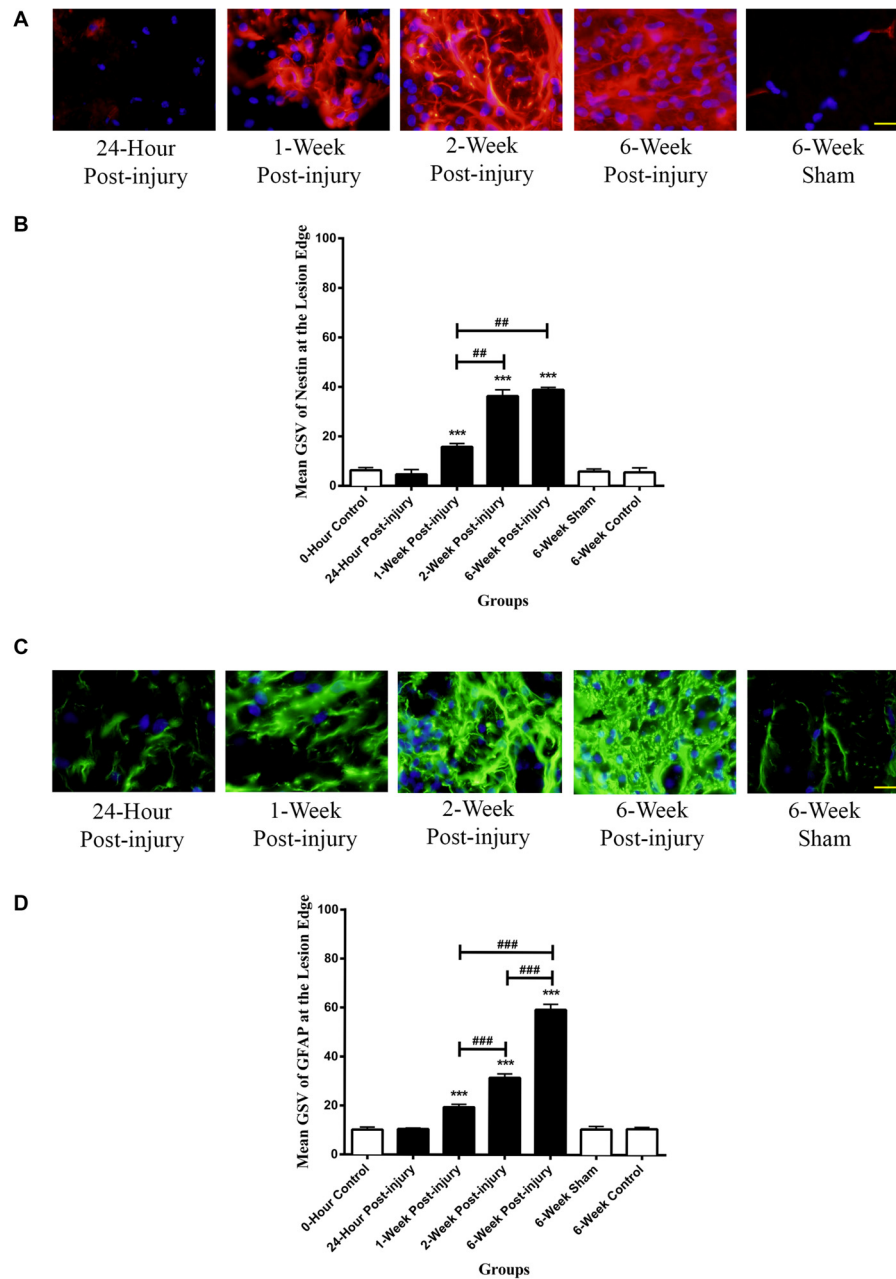 A
24-Hour
Post-injury
1-Week
Post-injury
2-Week
Post-injury
6-Week
Post-injury
6-Week
Sham
B
Mean GSV of Nestin at the Lesion Edge
100
80
60
40
20
0
##
##
***
***
***
0-Hour Control
24-Hour Post-injury
1-Week Post-injury
2-Week Post-injury
6-Week Post-injury
6-Week Sham
6-Week Control
Groups
C
24-Hour
Post-injury
1-Week
Post-injury
2-Week
Post-injury
6-Week
Post-injury
6-Week
Sham
D
Mean GSV of GFAP at the Lesion Edge
100
80
60
40
20
0
###
###
***
###
***
***
0-Hour Control
24-Hour Post-injury
1-Week Post-injury
2-Week Post-injury
6-Week Post-injury
6-Week Sham
6-Week Control
Groups